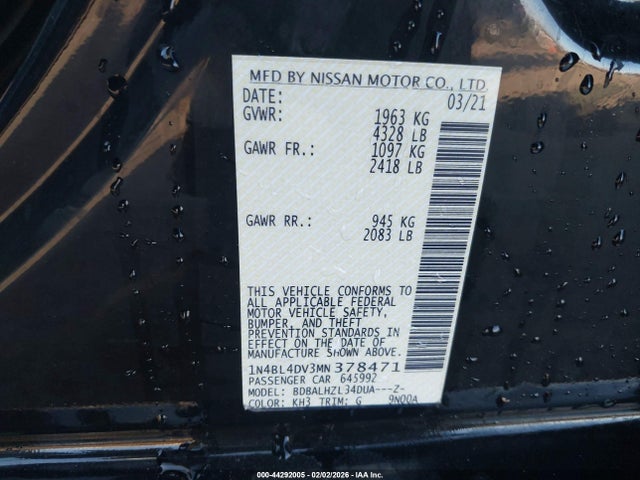 MFD BY NISSAN MOTOR CO., LTD.
DATE: 03/21
GVWR: 1963 KG
4328 LB
GAWR FR.: 1097 KG
2418 LB
GAWR RR.: 945 KG
2083 LB
THIS VEHICLE CONFORMS TO
ALL APPLICABLE FEDERAL
MOTOR VEHICLE SAFETY,
BUMPER, AND THEFT
PREVENTION STANDARDS IN
EFFECT ON THE DATE OF
MANUFACTURE SHOWN ABOVE.
1N4BL4DV3MN378471
PASSENGER CAR 645992
MODEL: BDBALHZL34DUA---Z-
COLOR: KH3 TRIM: G 9N00A
000-44292005 - 02/02/2026 - IAA Inc.